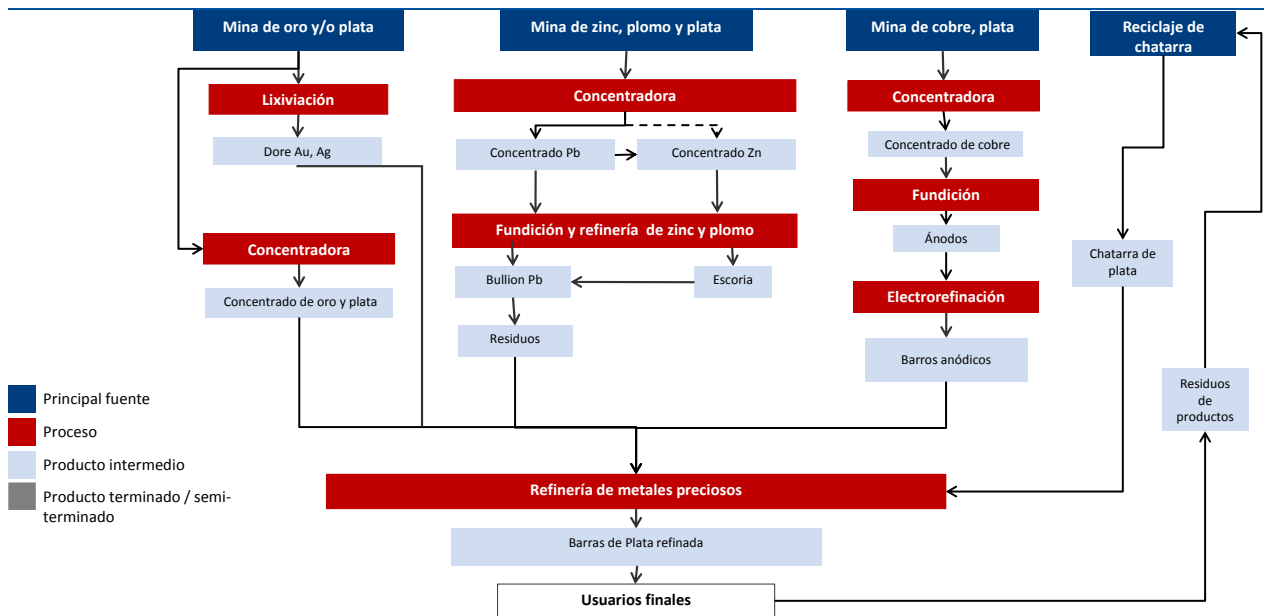 Mina de oro y/o plata
Mina de zinc, plomo y plata
Mina de cobre, plata
Reciclaje de
chatarra
Lixiviación
Concentradora
Concentradora
Dore Au, Ag
Concentrado Pb
Concentrado Zn
Concentrado de cobre
Fundición
Concentradora
Fundición y refinería de zinc y plomo
Ánodos
Chatarra de
plata
Concentrado de oro y plata
Bullion Pb
Escoria
Electrorefinación
Residuos
Barros anódicos
Residuos
de
productos
Principal fuente
Proceso
Producto intermedio
Producto terminado / semi-
terminado
Refinería de metales preciosos
Barras de Plata refinada
Usuarios finales